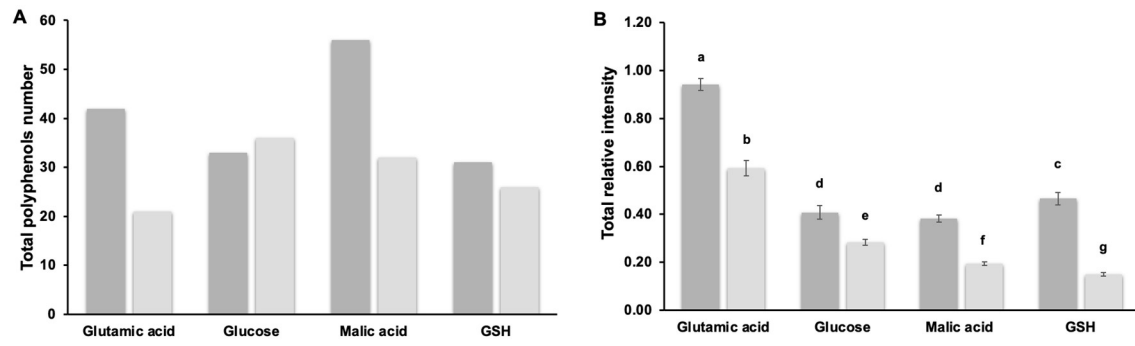 A
Total polyphenols number
60
50
40
30
20
10
0
Glutamic acid Glucose Malic acid GSH
B
Total relative intensity
1.20
1.00
0.80
0.60
0.40
0.20
0.00
a
b
d
e
d
f
c
g
Glutamic acid Glucose Malic acid GSH